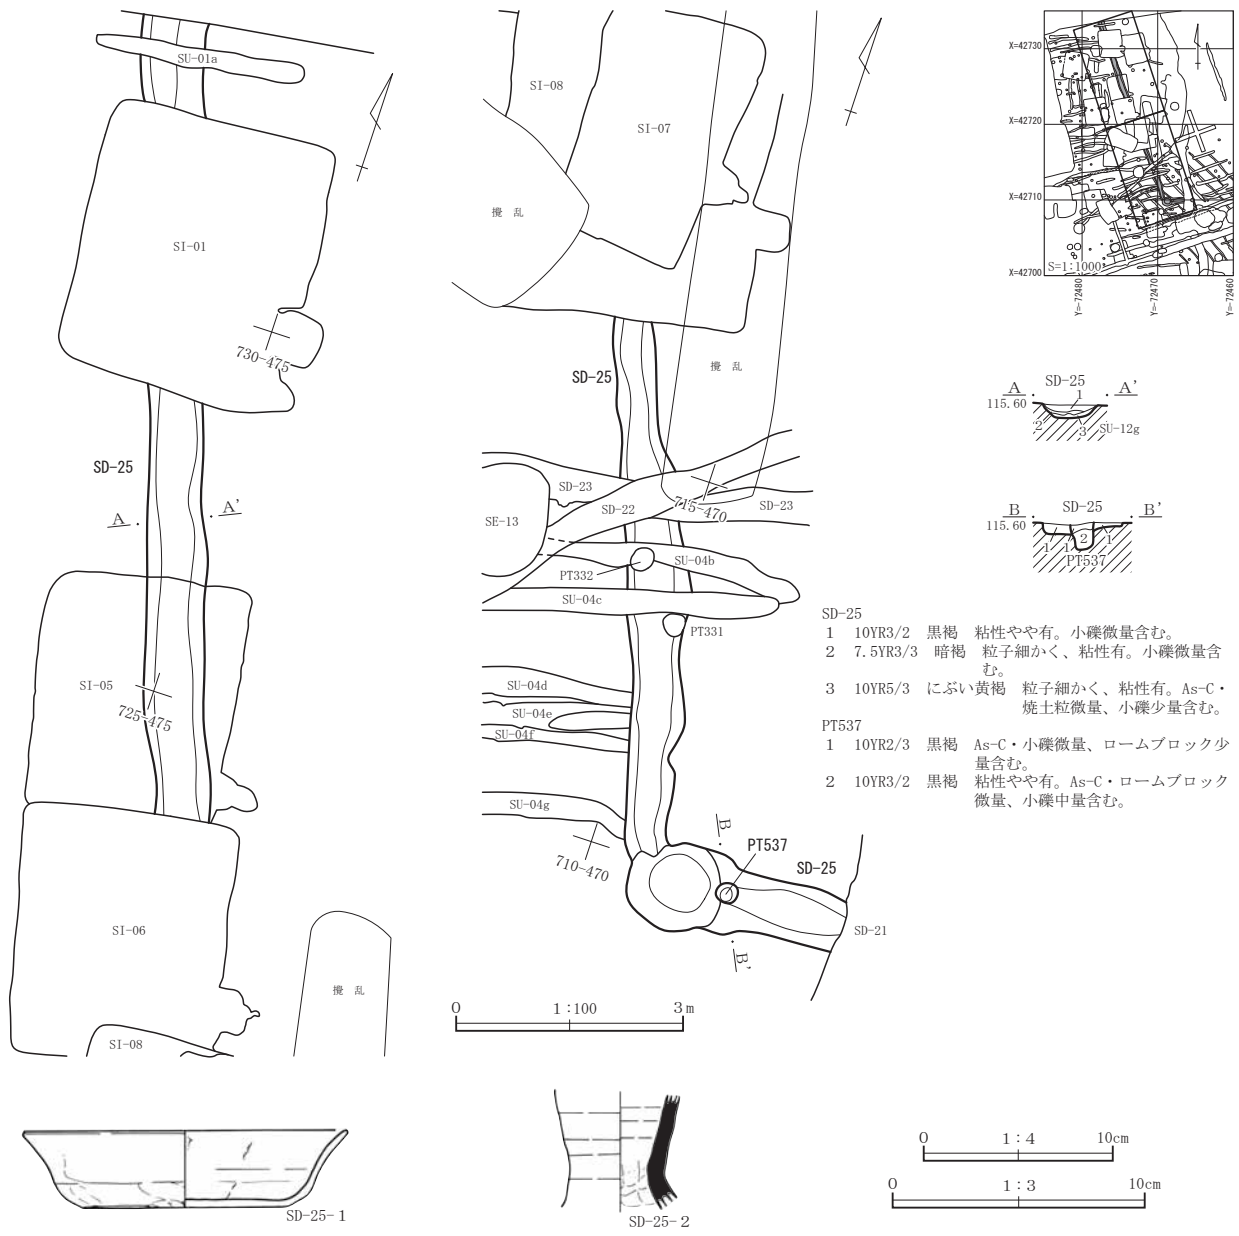 SU-01a
SI-01
730-475
SD-25
A
A'
SI-05
725-475
SI-06
SI-08
攪 乱
SI-08
SI-07
攪 乱
SD-25
攪 乱
SD-23
SD-22
715-470
SD-23
SE-13
PT332
SU-04b
SU-04c
PT331
SU-04d
SU-04e
SU-04f
SU-04g
710-470
B
PT537
SD-25
SD-21
B'
0 1:100 3m
X=42730
X=42720
X=42710
X=42700
S=1:1000
Y=-72480
Y=-72470
Y=-72460
A SD-25 A'
115.60
1
2
3
SU-12g
B SD-25 B'
115.60
1
1
2
1
PT537
SD-25
1 10YR3/2 黒褐 粘性やや有。小礫微量含む。
2 7.5YR3/3 暗褐 粒子細かく、粘性有。小礫微量含
む。
3 10YR5/3 にぶい黄褐 粒子細かく、粘性有。As-C・
焼土粒微量、小礫少量含む。
PT537
1 10YR2/3 黒褐 As-C・小礫微量、ロームブロック少
量含む。
2 10YR3/2 黒褐 粘性やや有。As-C・ロームブロック
微量、小礫中量含む。
SD-25-1
SD-25-2
0 1:4 10cm
0 1:3 10cm